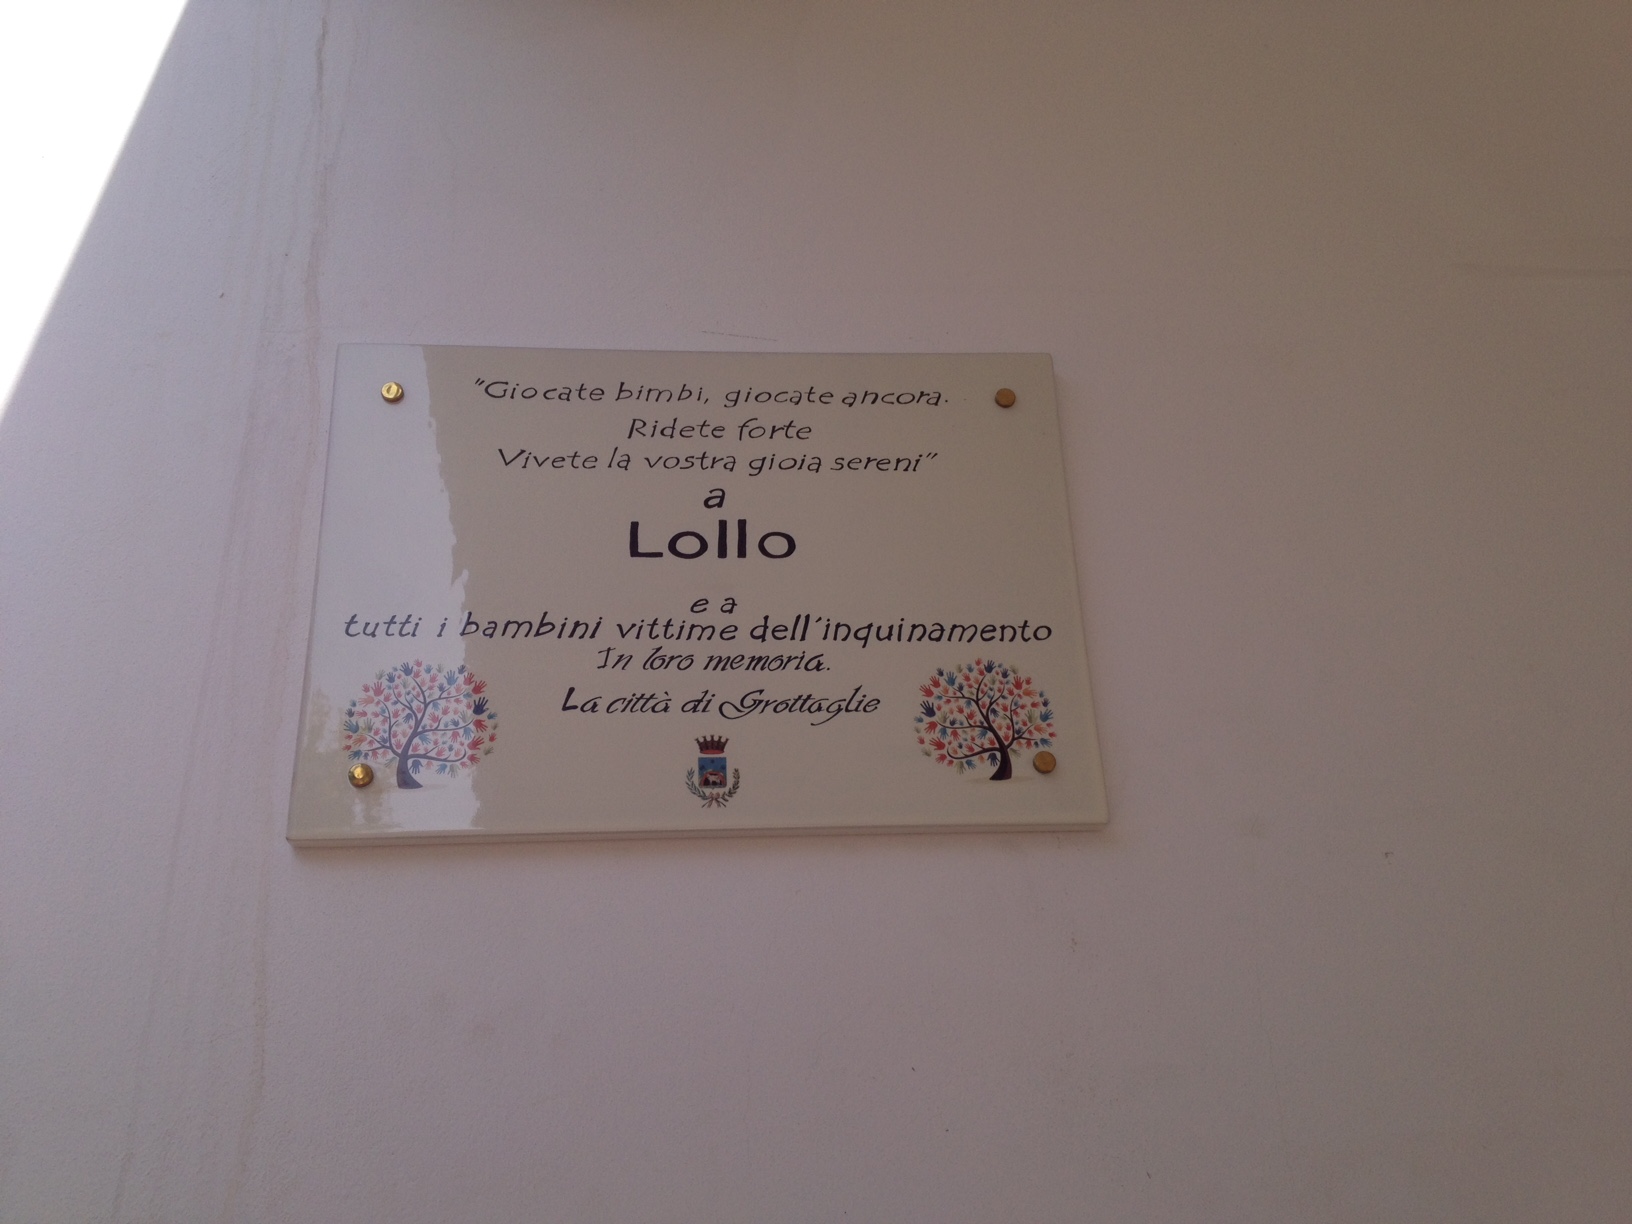 "Giocate bimbi, giocate ancora.
Ridete forte
Vivete la vostra gioia sereni"
a
Lollo
e a
tutti i bambini vittime dell'inquinamento
In loro memoria.
La città di Grottaglie